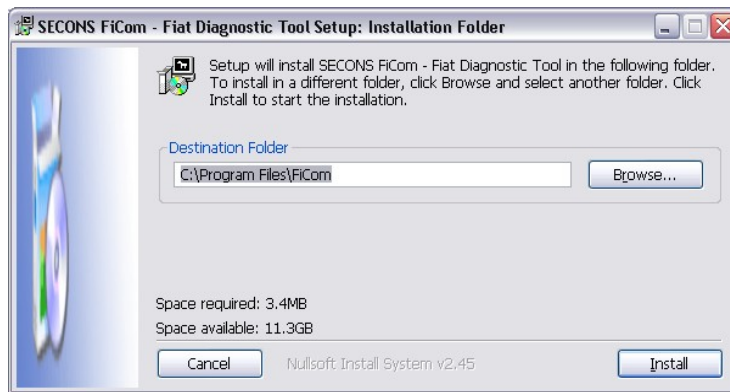 SECONS FiCom - Fiat Diagnostic Tool Setup: Installation Folder
Setup will install SECONS FiCom - Fiat Diagnostic Tool in the following folder.
To install in a different folder, click Browse and select another folder. Click
Install to start the installation.
Destination Folder
C:\Program Files\FiCom
Browse...
Space required: 3.4MB
Space available: 11.3GB
Cancel
Nullsoft Install System v2.45
Install